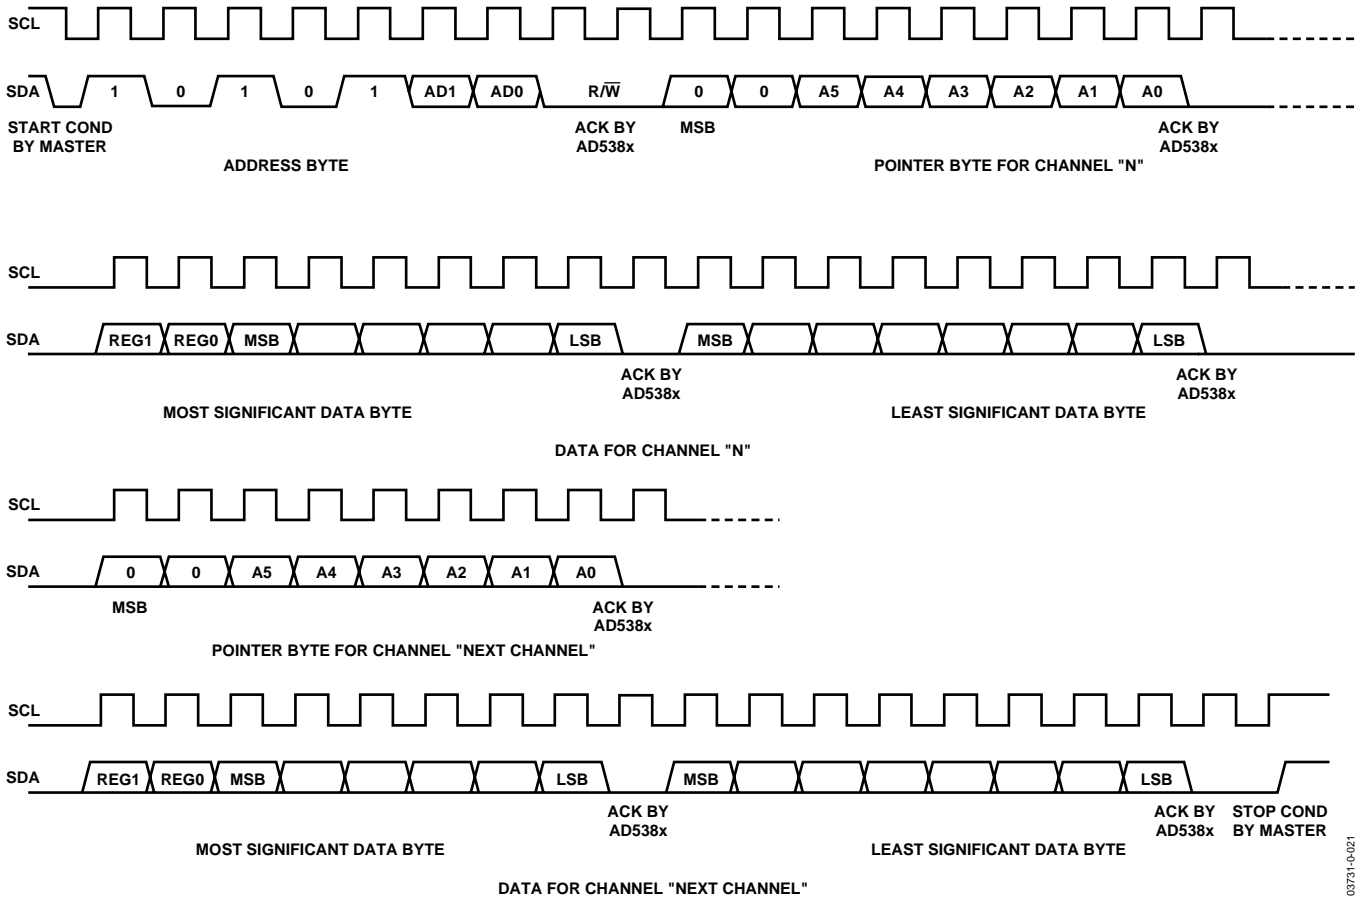 SCL
SDA 1 0 1 0 1 AD1 AD0 R/W̅ 0 0 A5 A4 A3 A2 A1 A0
START COND ACK BY MSB ACK BY
BY MASTER AD538x AD538x
ADDRESS BYTE POINTER BYTE FOR CHANNEL "N"
SCL
SDA REG1 REG0 MSB LSB MSB LSB
ACK BY ACK BY
AD538x AD538x
MOST SIGNIFICANT DATA BYTE LEAST SIGNIFICANT DATA BYTE
DATA FOR CHANNEL "N"
SCL
SDA 0 0 A5 A4 A3 A2 A1 A0
MSB ACK BY
AD538x
POINTER BYTE FOR CHANNEL "NEXT CHANNEL"
SCL
SDA REG1 REG0 MSB LSB MSB LSB
ACK BY ACK BY STOP COND
AD538x AD538x BY MASTER
MOST SIGNIFICANT DATA BYTE LEAST SIGNIFICANT DATA BYTE
DATA FOR CHANNEL "NEXT CHANNEL"
03731-0-021